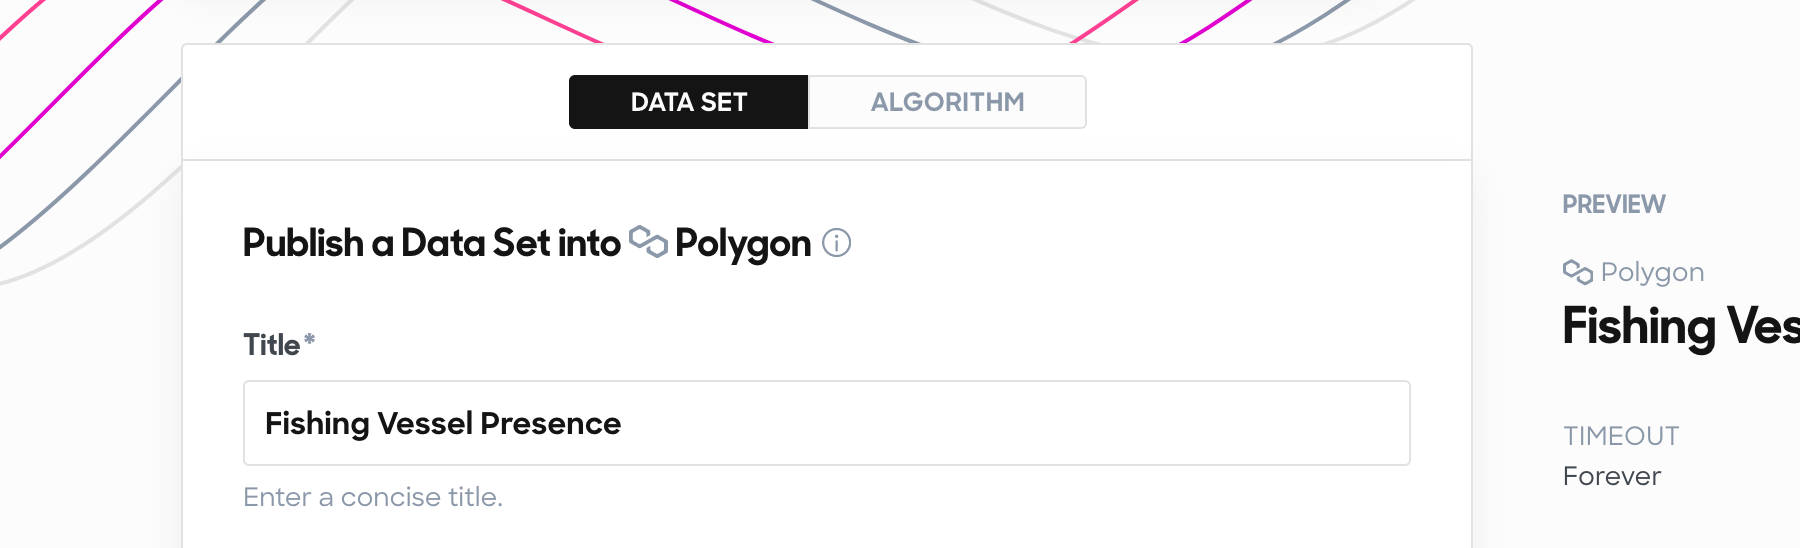 DATA SET
ALGORITHM
Publish a Data Set into Polygon
Title*
Fishing Vessel Presence
Enter a concise title.
PREVIEW
Polygon
Fishing Ves
TIMEOUT
Forever